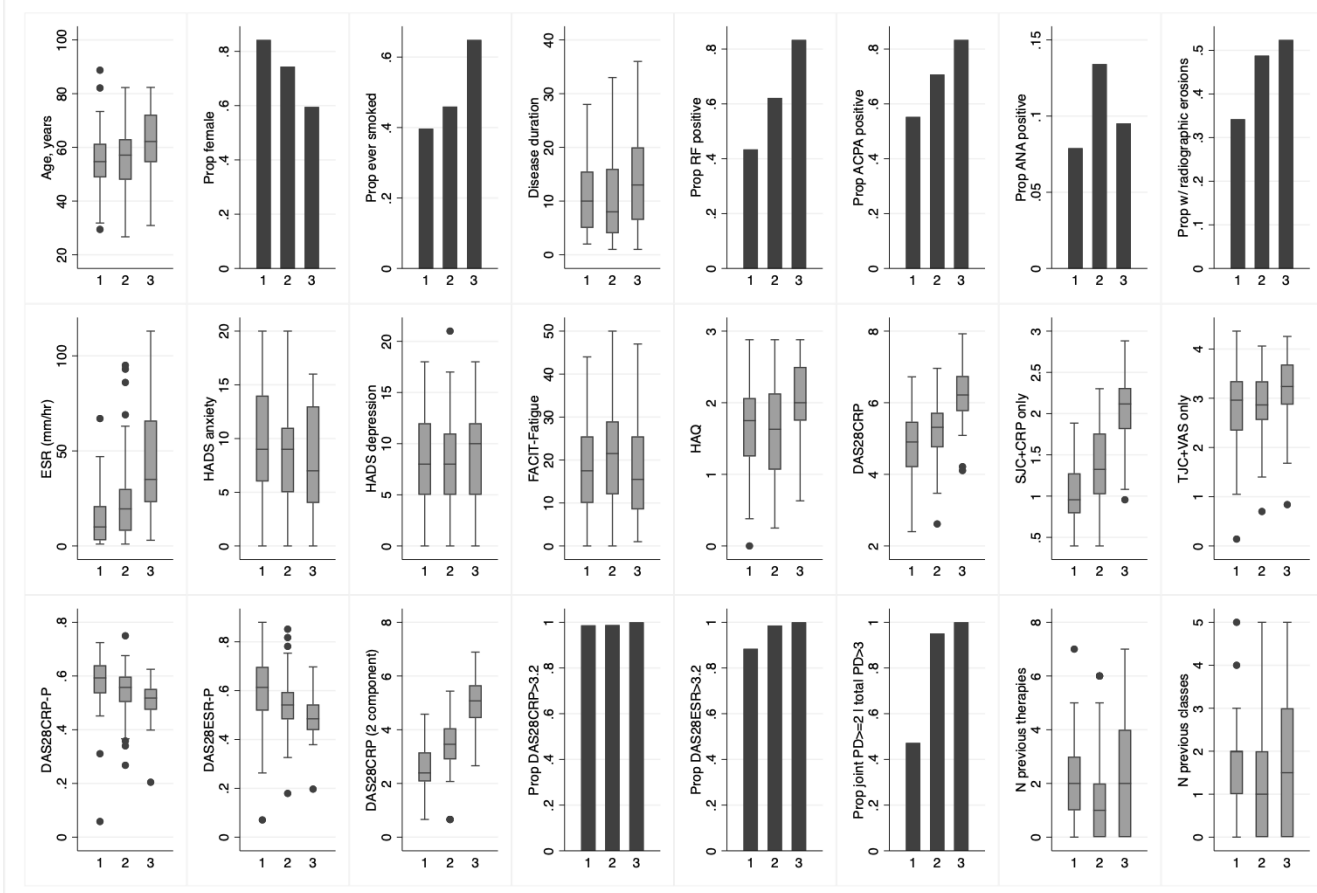 Age, years
20 40 60 80 100
1 2 3
Prop female
0 .2 .4 .6 .8
1 2 3
Prop ever smoked
0 .2 .4 .6
1 2 3
Disease duration
0 10 20 30 40
1 2 3
Prop RF positive
0 .2 .4 .6 .8
1 2 3
Prop ACPA positive
0 .2 .4 .6 .8
1 2 3
Prop ANA positive
0 .05 .1 .15
1 2 3
Prop w/ radiographic erosions
0 .1 .2 .3 .4 .5
1 2 3
ESR (mm/hr)
0 50 100
1 2 3
HADS anxiety
0 5 10 15 20
1 2 3
HADS depression
0 5 10 15 20
1 2 3
FACIT-Fatigue
0 10 20 30 40 50
1 2 3
HAQ
0 1 2 3
1 2 3
DAS28CRP
2 4 6 8
1 2 3
SJC+CRP only
.5 1 1.5 2 2.5 3
1 2 3
TJC+VAS only
0 1 2 3 4
1 2 3
DAS28CRP-P
0 .2 .4 .6 .8
1 2 3
DAS28ESR-P
0 .2 .4 .6 .8
1 2 3
DAS28CRP (2 component)
0 2 4 6 8
1 2 3
Prop DAS28CRP>3.2
0 .2 .4 .6 .8 1
1 2 3
Prop DAS28ESR>3.2
0 .2 .4 .6 .8 1
1 2 3
Prop joint PD>=2 | total PD>3
0 .2 .4 .6 .8 1
1 2 3
N previous therapies
0 2 4 6 8
1 2 3
N previous classes
0 1 2 3 4 5
1 2 3